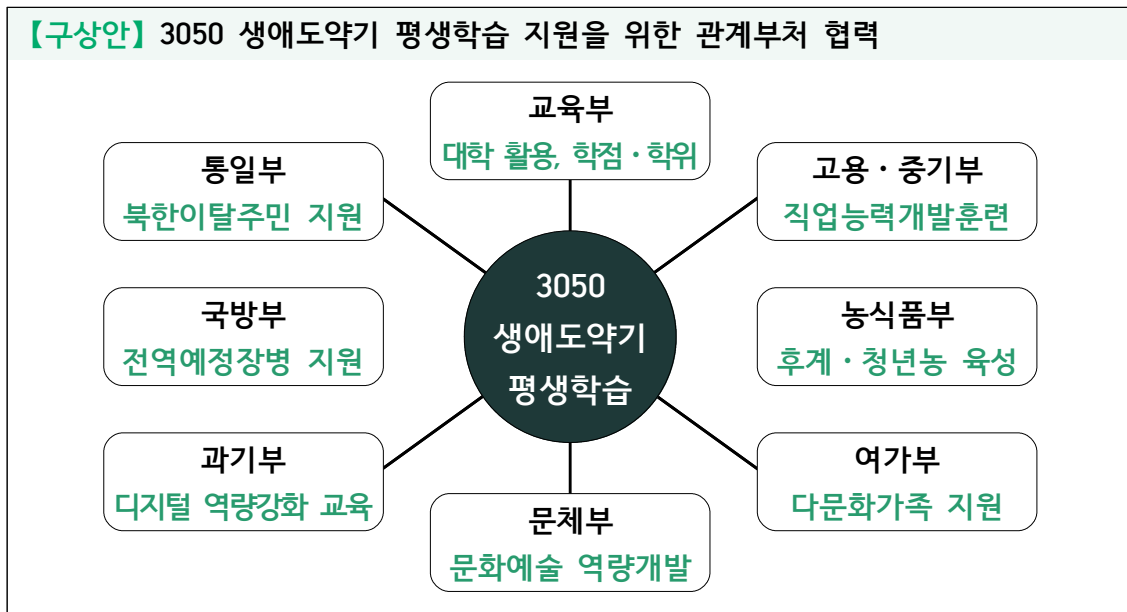 【구상안】 3050 생애도약기 평생학습 지원을 위한 관계부처 협력
교육부
대학 활용, 학점·학위
통일부
북한이탈주민 지원
고용·중기부
직업능력개발훈련
3050
생애도약기
평생학습
국방부
전역예정장병 지원
농식품부
후계·청년농 육성
과기부
디지털 역량강화 교육
여가부
다문화가족 지원
문체부
문화예술 역량개발